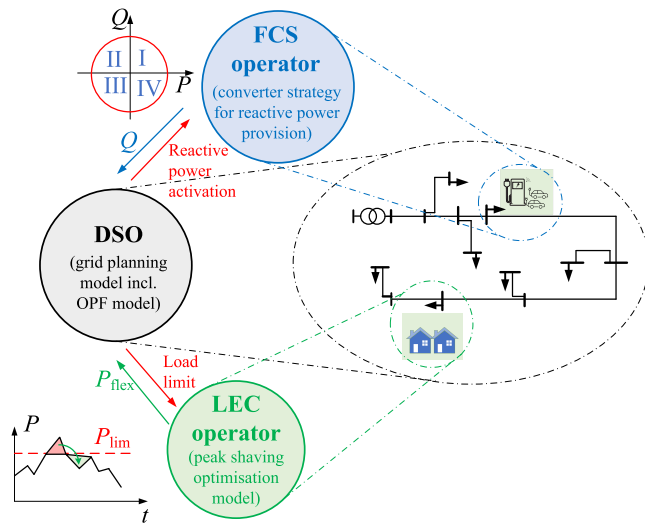 Q
II I
III IV
P
FCS
operator
(converter strategy
for reactive power
provision)
Q
Reactive
power
activation
DSO
(grid planning
model incl.
OPF model)
Load
limit
Pflex
LEC
operator
(peak shaving
optimisation
model)
P
Plim
t